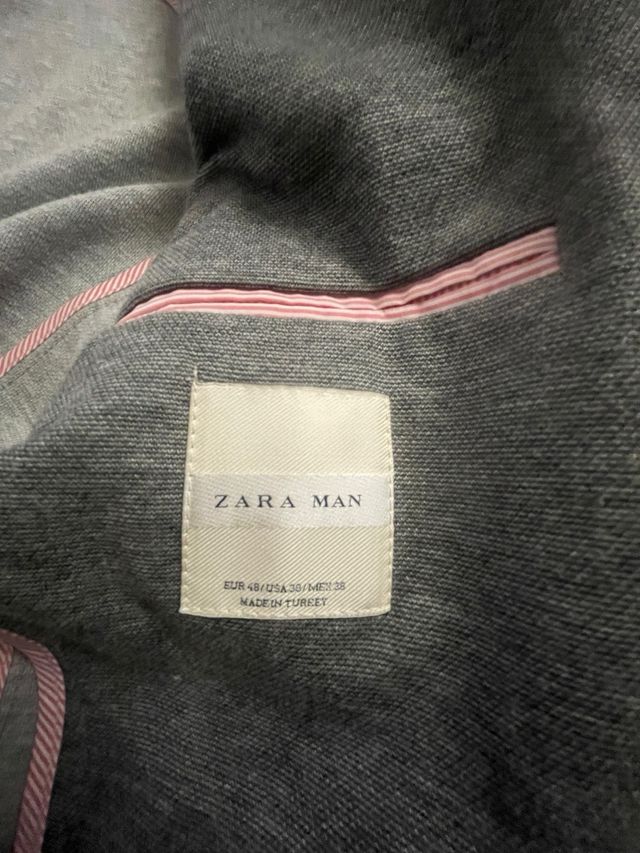 ZARA MAN
EUR 48/USA 38/MEX 38
MADE IN TURKEY